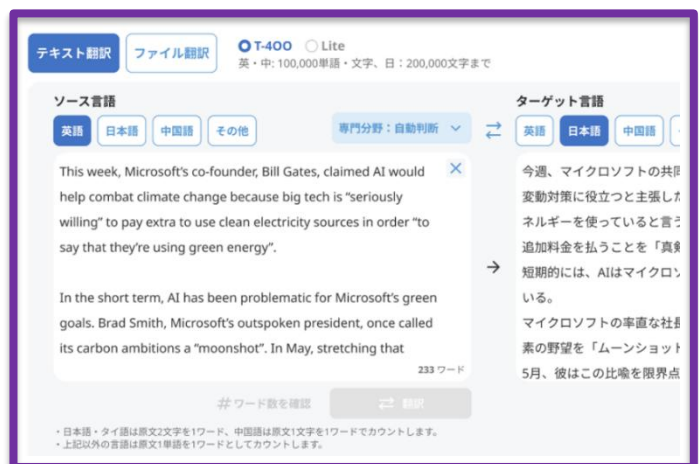 テキスト翻訳
ファイル翻訳
T-4OO
Lite
英・中: 100,000単語・文字、日：200,000文字まで
ソース言語
英語
日本語
中国語
その他
専門分野：自動判断
ターゲット言語
英語
日本語
中国語
This week, Microsoft's co-founder, Bill Gates, claimed AI would
help combat climate change because big tech is “seriously
willing” to pay extra to use clean electricity sources in order “to
say that they're using green energy”.
In the short term, AI has been problematic for Microsoft's green
goals. Brad Smith, Microsoft's outspoken president, once called
its carbon ambitions a “moonshot”. In May, stretching that
233 ワード
今週、マイクロソフトの共同
変動対策に役立つと主張した
ネルギーを使っていると言う
追加料金を払うことを「真剣
短期的には、AIはマイクロソ
いる。
マイクロソフトの率直な社長
素の野望を「ムーンショット
5月、彼はこの比喩を限界点
#ワード数を確認
翻訳
・日本語・タイ語は原文2文字を1ワード、中国語は原文1文字を1ワードでカウントします。
・上記以外の言語は原文1単語を1ワードとしてカウントします。